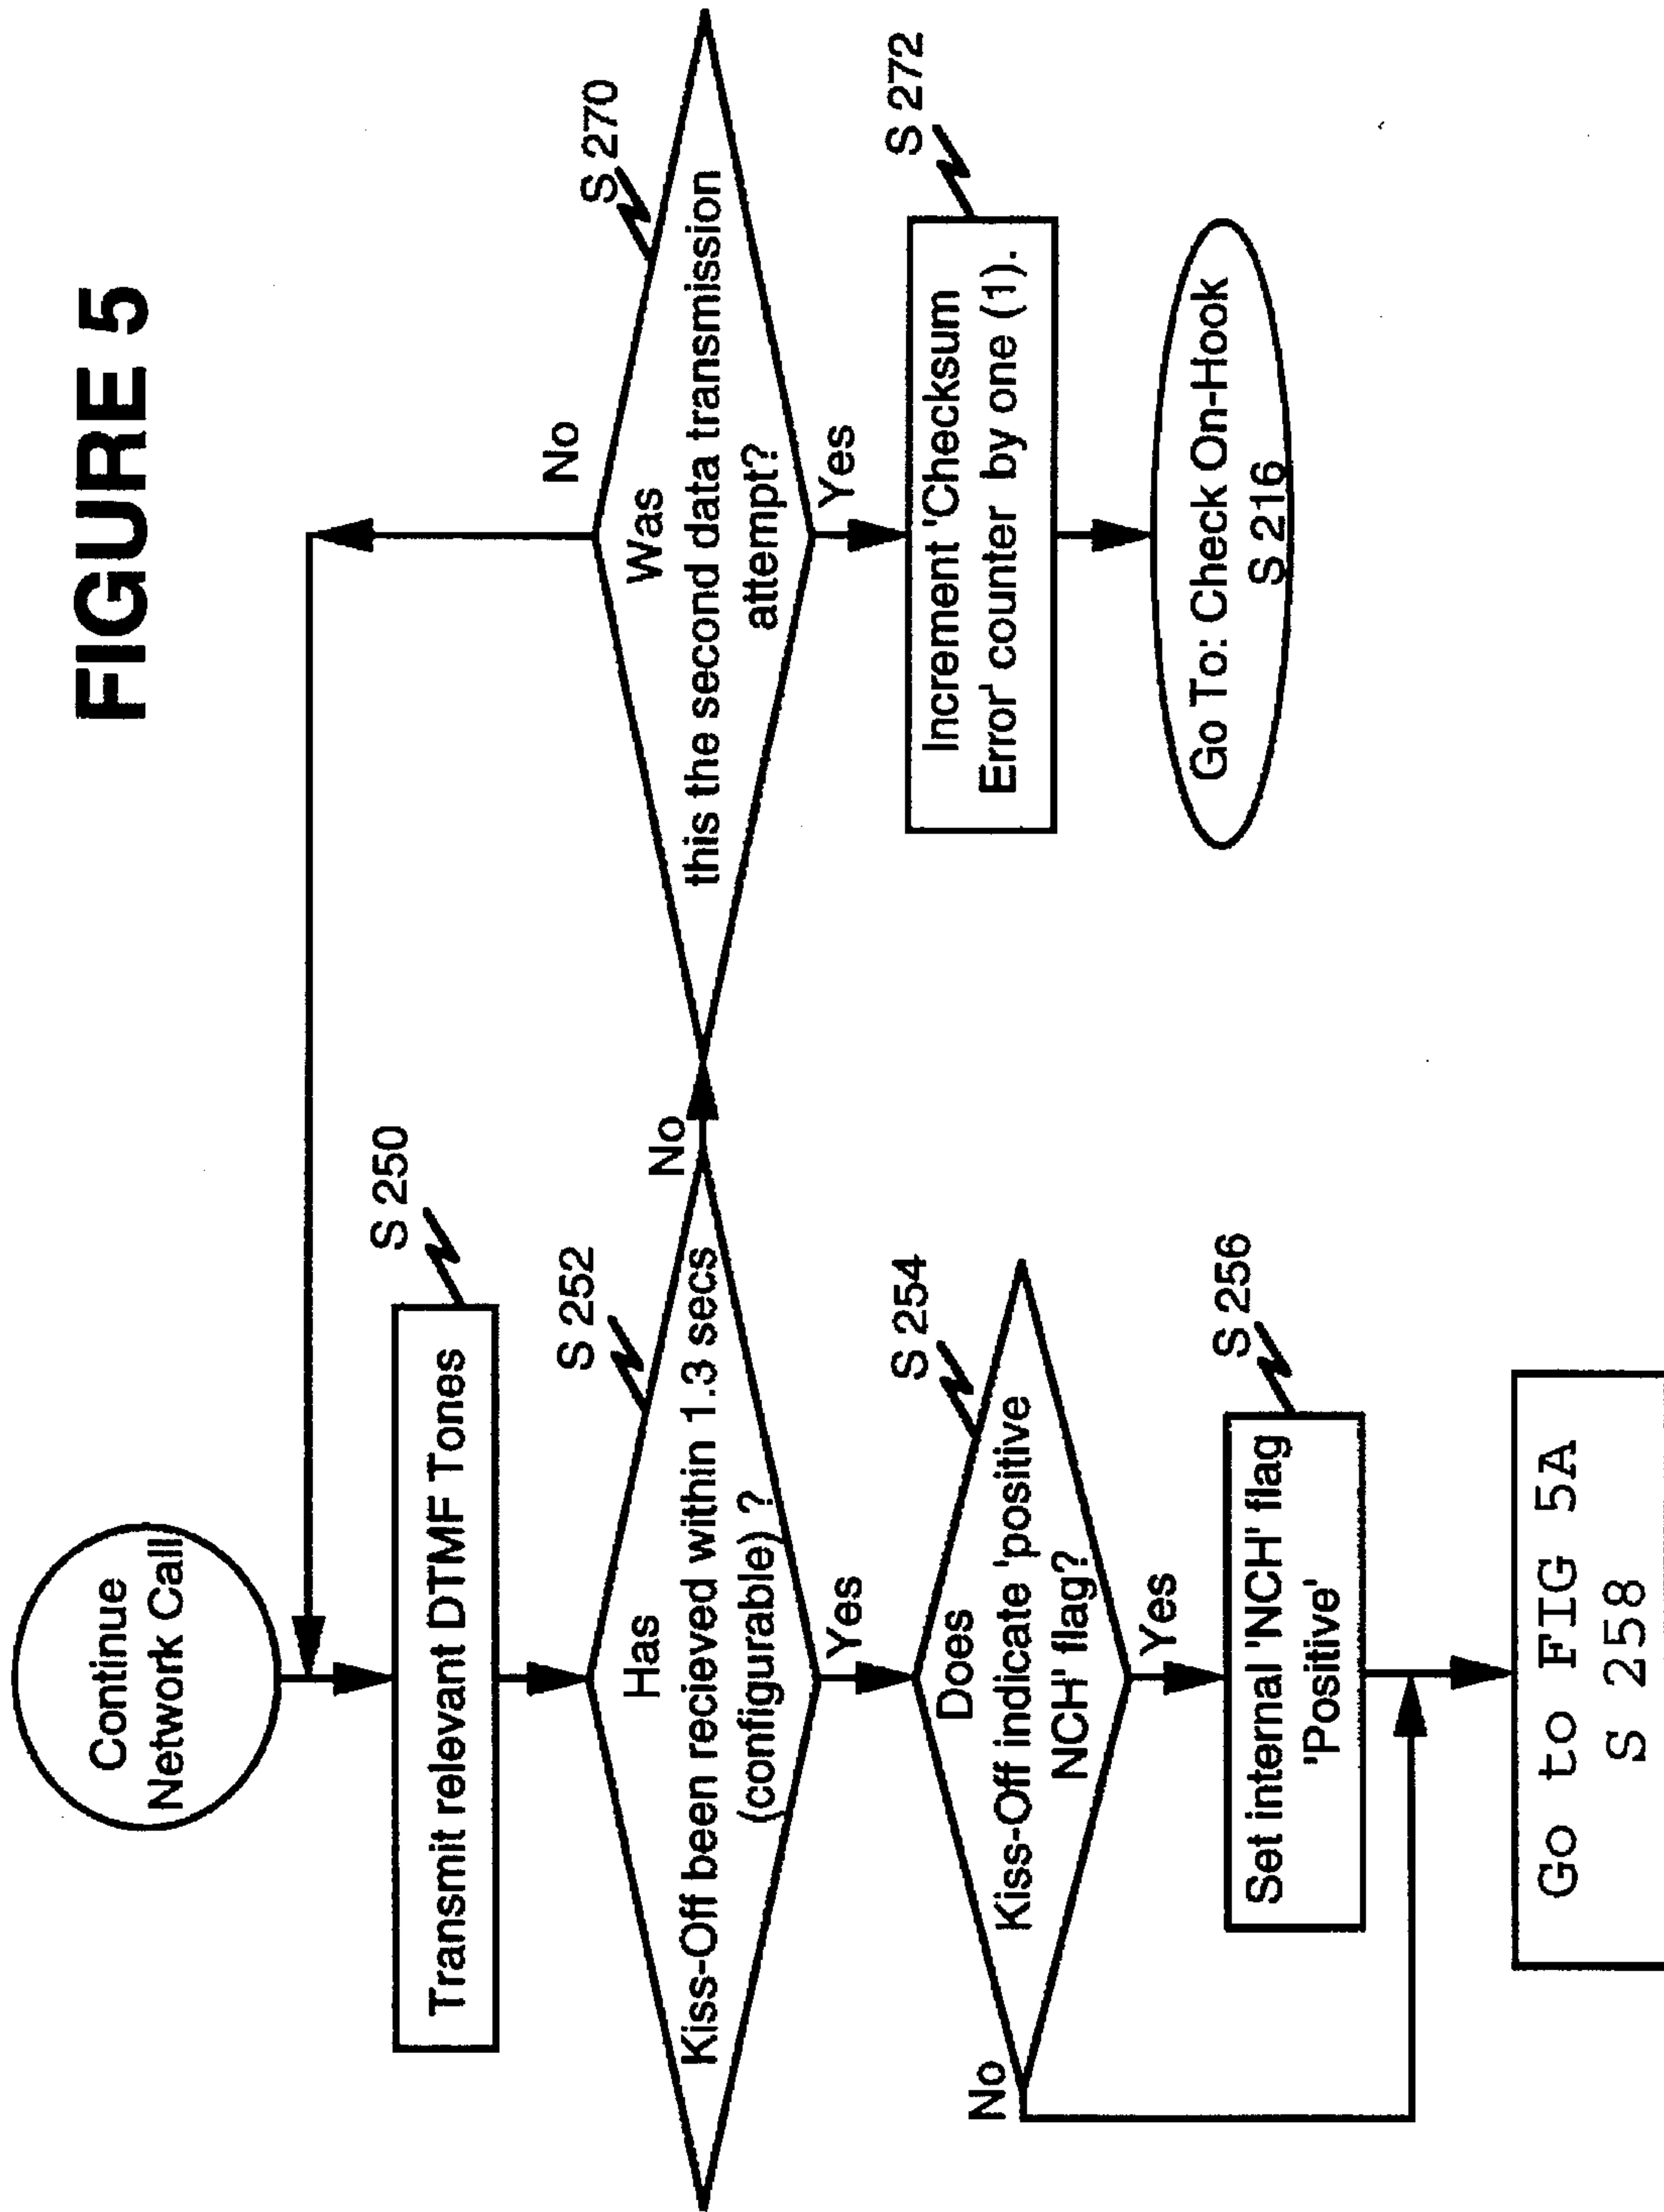 FIGURE 5
Continue
Network Call
S 250
Transmit relevant DTMF Tones
S 252
Has
Kiss-Off been recieved within 1.3 secs
(configurable) ?
No
Yes
S 254
Does
Kiss-Off indicate 'positive
NCH' flag?
No
Yes
S 256
Set internal 'NCH' flag
'Positive'
Go to FIG 5A
S 258
S 270
No
Was
this the second data transmission
attempt?
Yes
S 272
Increment 'Checksum
Error' counter by one (1).
Go To: Check On-Hook
S 216